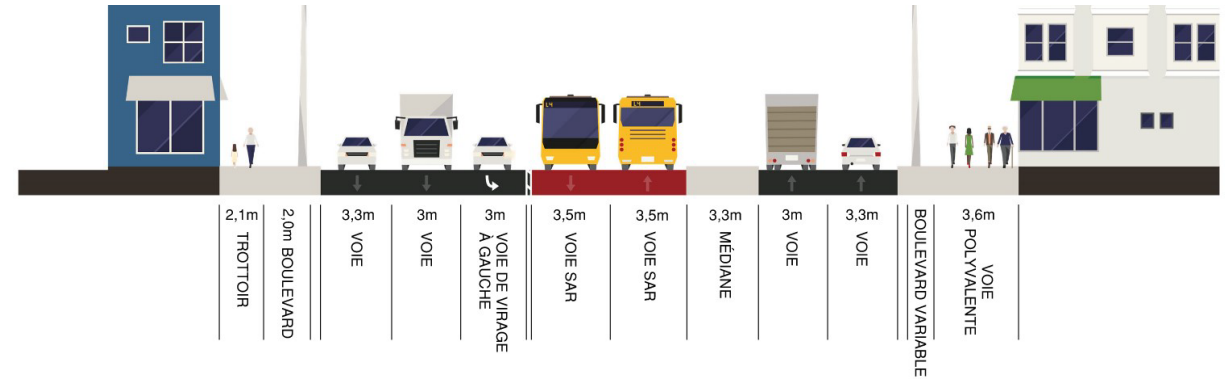 L4
L4
2,1m
TROTTOIR
2,0m BOULEVARD
3,3m
VOIE
3m
VOIE
3m
VOIE DE VIRAGE
À GAUCHE
3,5m
VOIE SAR
3,5m
VOIE SAR
3,3m
MÉDIANE
3m
VOIE
3,3m
VOIE
BOULEVARD VARIABLE
3,6m
VOIE
POLYVALENTE